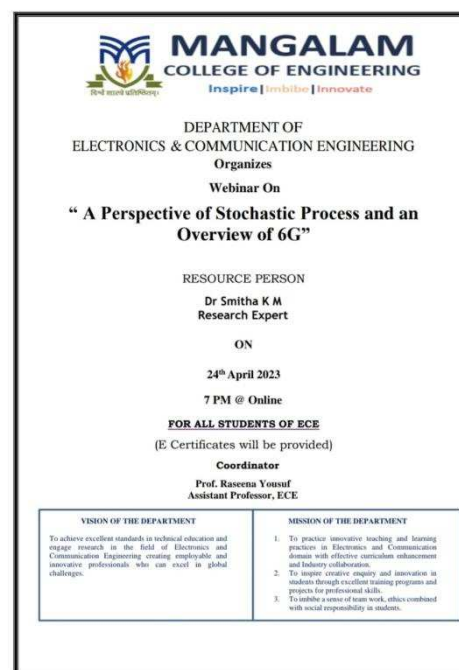 MANGALAM
COLLEGE OF ENGINEERING
Inspire|Imbibe|Innovate
DEPARTMENT OF
ELECTRONICS & COMMUNICATION ENGINEERING
Organizes
Webinar On
“ A Perspective of Stochastic Process and an
Overview of 6G”
RESOURCE PERSON
Dr Smitha K M
Research Expert
ON
24th April 2023
7 PM @ Online
FOR ALL STUDENTS OF ECE
(E Certificates will be provided)
Coordinator
Prof. Raseena Yousuf
Assistant Professor, ECE
VISION OF THE DEPARTMENT
To achieve excellent standards in technical education and
engage research in the field of Electronics and
Communication Engineering creating employable and
innovative professionals who can excel in global
challenges.
MISSION OF THE DEPARTMENT
1. To practice innovative teaching and learning
practices in Electronics and Communication
domain with effective curriculum enhancement
and Industry collaboration.
2. To inspire creative enquiry and innovation in
students through excellent training programs and
projects for professional skills.
3. To imbibe a sense of team work, ethics combined
with social responsibility in students.